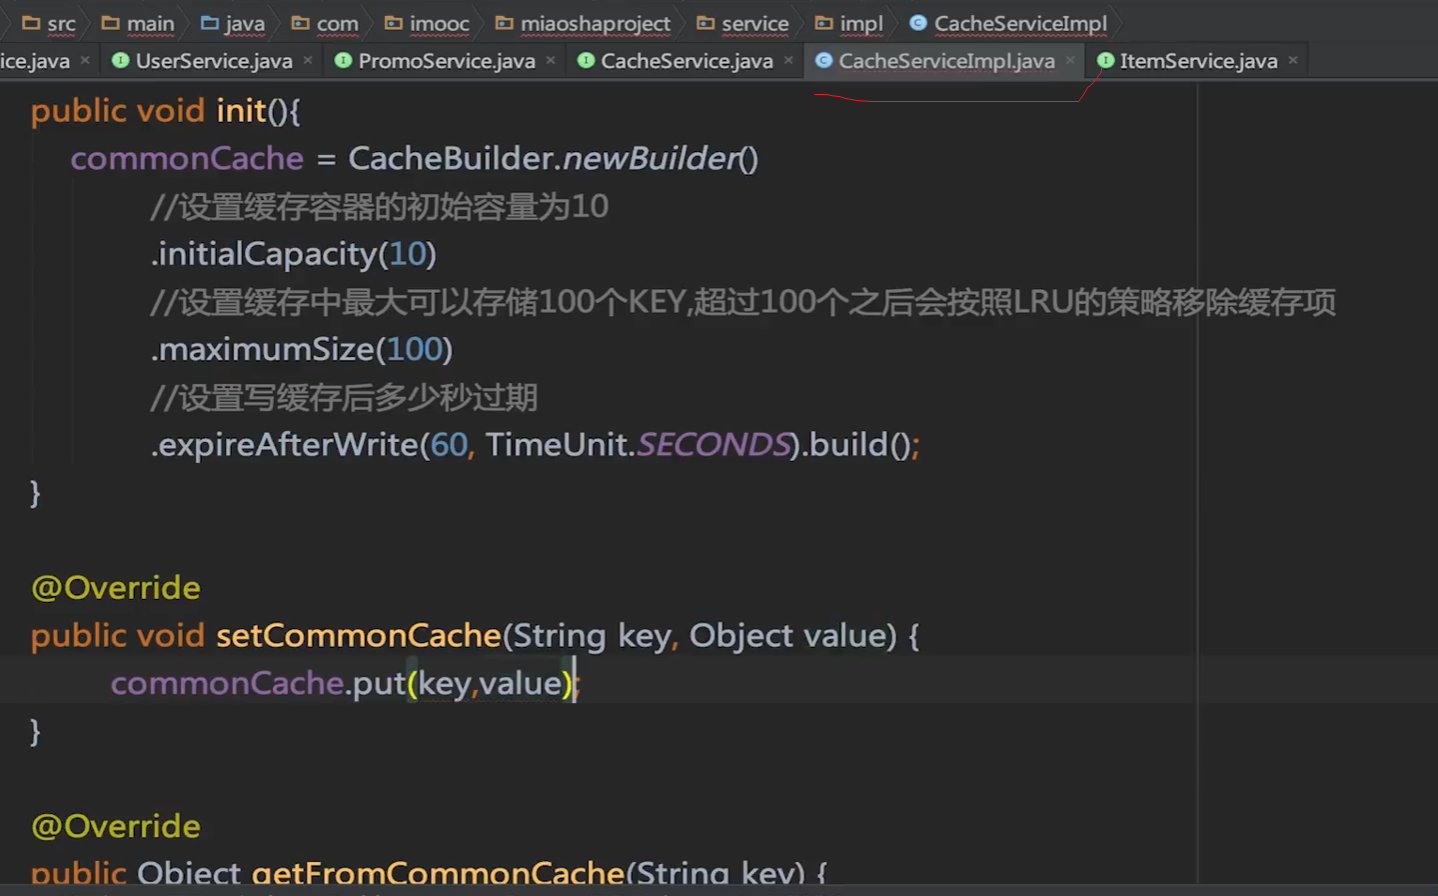 src main java com imooc miaoshaproject service impl CacheServiceImpl
ice.java × UserService.java × PromoService.java × CacheService.java × CacheServiceImpl.java × ItemService.java ×
public void init(){
commonCache = CacheBuilder.newBuilder()
//设置缓存容器的初始容量为10
.initialCapacity(10)
//设置缓存中最大可以存储100个KEY,超过100个之后会按照LRU的策略移除缓存项
.maximumSize(100)
//设置写缓存后多少秒过期
.expireAfterWrite(60, TimeUnit.SECONDS).build();
}
@Override
public void setCommonCache(String key, Object value) {
commonCache.put(key,value);
}
@Override
public Object getFromCommonCache(String key) {